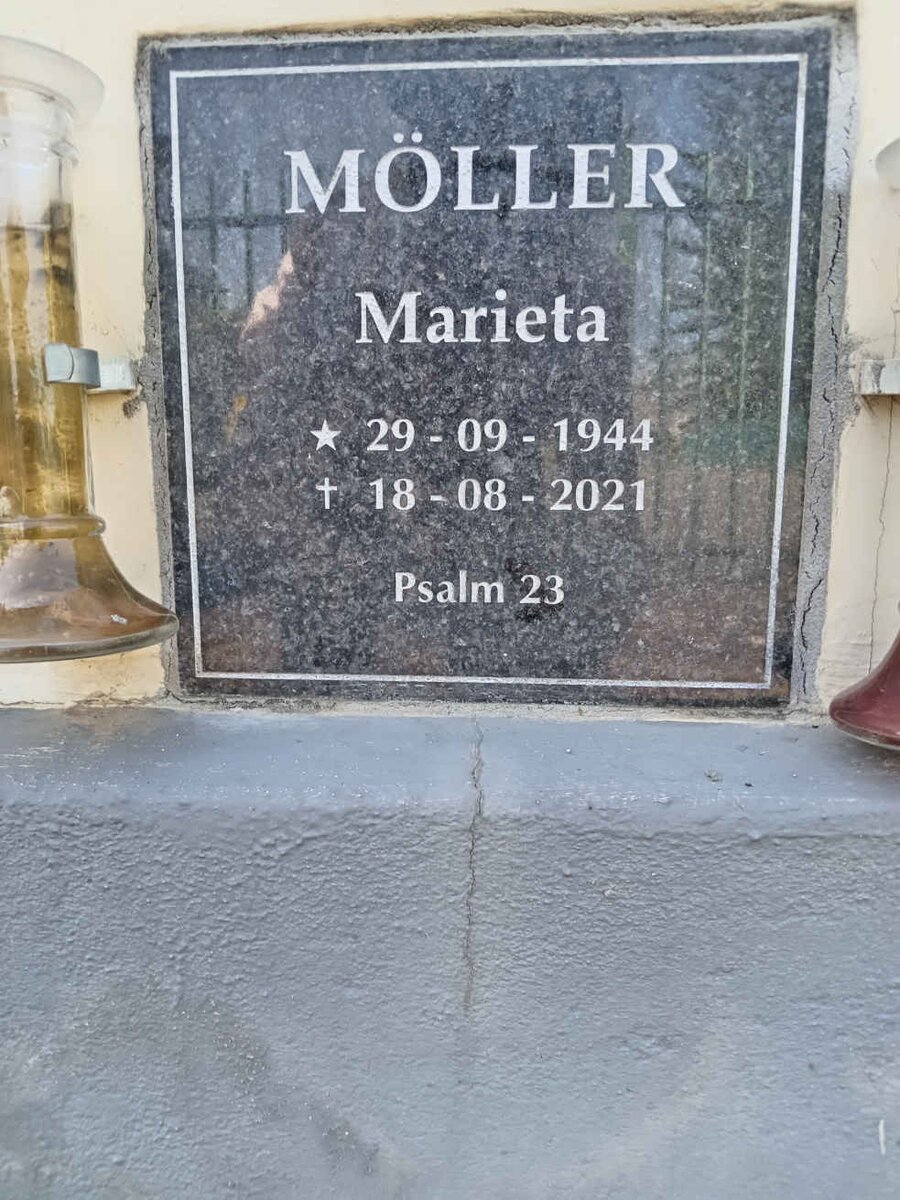 MÖLLER
Marieta
★ 29 - 09 - 1944
✝ 18 - 08 - 2021
Psalm 23